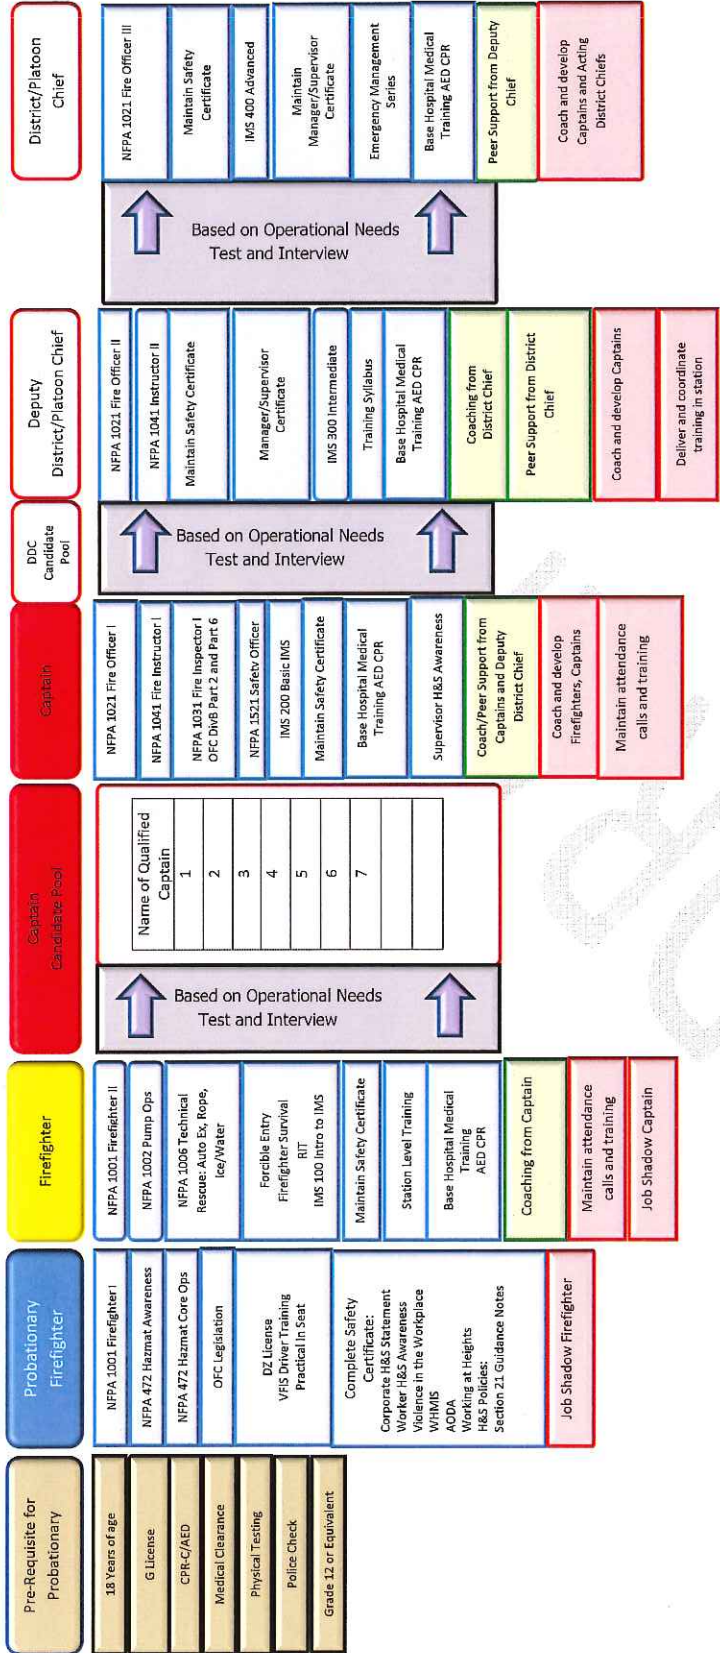 Pre-Requisite for
Probationary
18 Years of age
G License
CPR-C/AED
Medical Clearance
Physical Testing
Police Check
Grade 12 or Equivalent
Probationary
Firefighter
NFPA 1001 Firefighter I
NFPA 472 Hazmat Awareness
NFPA 472 Hazmat Core Ops
OFC Legislation
DZ License
VFIS Driver Training
Practical In Seat
Complete Safety
Certificate:
Corporate H&S Statement
Worker H&S Awareness
Violence in the Workplace
WHMIS
AODA
Working at Heights
H&S Policies:
Section 21 Guidance Notes
Job Shadow Firefighter
Firefighter
NFPA 1001 Firefighter II
NFPA 1002 Pump Ops
NFPA 1006 Technical
Rescue: Auto Ex, Rope,
Ice/Water
Forcible Entry
Firefighter Survival
RIT
IMS 100 Intro to IMS
Maintain Safety Certificate
Station Level Training
Base Hospital Medical
Training
AED CPR
Coaching from Captain
Maintain attendance
calls and training
Job Shadow Captain
Based on Operational Needs
Test and Interview
Captain
Candidate Pool
Name of Qualified
Captain
1
2
3
4
5
6
7
Captain
NFPA 1021 Fire Officer I
NFPA 1041 Fire Instructor I
NFPA 1031 Fire Inspector I
OFC DivB Part 2 and Part 6
NFPA 1521 Safety Officer
IMS 200 Basic IMS
Maintain Safety Certificate
Base Hospital Medical
Training AED CPR
Supervisor H&S Awareness
Coach/Peer Support from
Captains and Deputy
District Chief
Coach and develop
Firefighters, Captains
Maintain attendance
calls and training
DDC
Candidate
Pool
Based on Operational Needs
Test and Interview
Deputy
District/Platoon Chief
NFPA 1021 Fire Officer II
NFPA 1041 Instructor II
Maintain Safety Certificate
Manager/Supervisor
Certificate
IMS 300 Intermediate
Training Syllabus
Base Hospital Medical
Training AED CPR
Coaching from
District Chief
Peer Support from District
Chief
Coach and develop Captains
Deliver and coordinate
training in station
Based on Operational Needs
Test and Interview
District/Platoon
Chief
NFPA 1021 Fire Officer III
Maintain Safety
Certificate
IMS 400 Advanced
Maintain
Manager/Supervisor
Certificate
Emergency Management
Series
Base Hospital Medical
Training AED CPR
Peer Support from Deputy
Chief
Coach and develop
Captains and Acting
District Chiefs